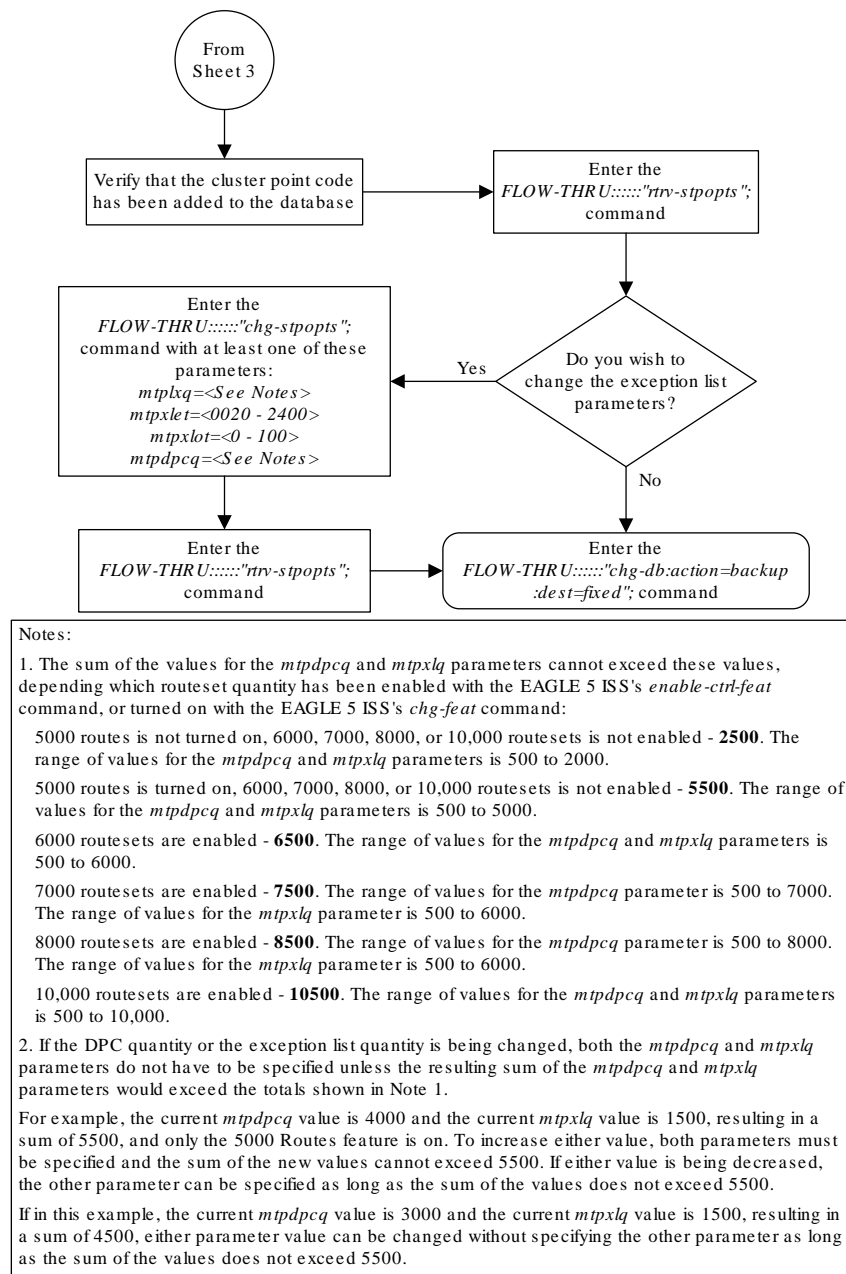 From
Sheet 3
Verify that the cluster point code
has been added to the database
Enter the
FLOW-THRU::::::"rtrv-stpopts";
command
Do you wish to
change the exception list
parameters?
Yes
No
Enter the
FLOW-THRU::::::"chg-stpopts";
command with at least one of these
parameters:
mtplxq=<See Notes>
mtpxlet=<0020 - 2400>
mtpxlot=<0 - 100>
mtpdpcq=<See Notes>
Enter the
FLOW-THRU::::::"rtrv-stpopts";
command
Enter the
FLOW-THRU::::::"chg-db:action=backup
:dest=fixed"; command
Notes:
1. The sum of the values for the mtpdpcq and mtpxlq parameters cannot exceed these values,
depending which routeset quantity has been enabled with the EAGLE 5 ISS's enable-ctrl-feat
command, or turned on with the EAGLE 5 ISS's chg-feat command:
5000 routes is not turned on, 6000, 7000, 8000, or 10,000 routesets is not enabled - 2500. The
range of values for the mtpdpcq and mtpxlq parameters is 500 to 2000.
5000 routes is turned on, 6000, 7000, 8000, or 10,000 routesets is not enabled - 5500. The range of
values for the mtpdpcq and mtpxlq parameters is 500 to 5000.
6000 routesets are enabled - 6500. The range of values for the mtpdpcq and mtpxlq parameters is
500 to 6000.
7000 routesets are enabled - 7500. The range of values for the mtpdpcq parameter is 500 to 7000.
The range of values for the mtpxlq parameter is 500 to 6000.
8000 routesets are enabled - 8500. The range of values for the mtpdpcq parameter is 500 to 8000.
The range of values for the mtpxlq parameter is 500 to 6000.
10,000 routesets are enabled - 10500. The range of values for the mtpdpcq and mtpxlq parameters
is 500 to 10,000.
2. If the DPC quantity or the exception list quantity is being changed, both the mtpdpcq and mtpxlq
parameters do not have to be specified unless the resulting sum of the mtpdpcq and mtpxlq
parameters would exceed the totals shown in Note 1.
For example, the current mtpdpcq value is 4000 and the current mtpxlq value is 1500, resulting in a
sum of 5500, and only the 5000 Routes feature is on. To increase either value, both parameters must
be specified and the sum of the new values cannot exceed 5500. If either value is being decreased,
the other parameter can be specified as long as the sum of the values does not exceed 5500.
If in this example, the current mtpdpcq value is 3000 and the current mtpxlq value is 1500, resulting in
a sum of 4500, either parameter value can be changed without specifying the other parameter as long
as the sum of the values does not exceed 5500.